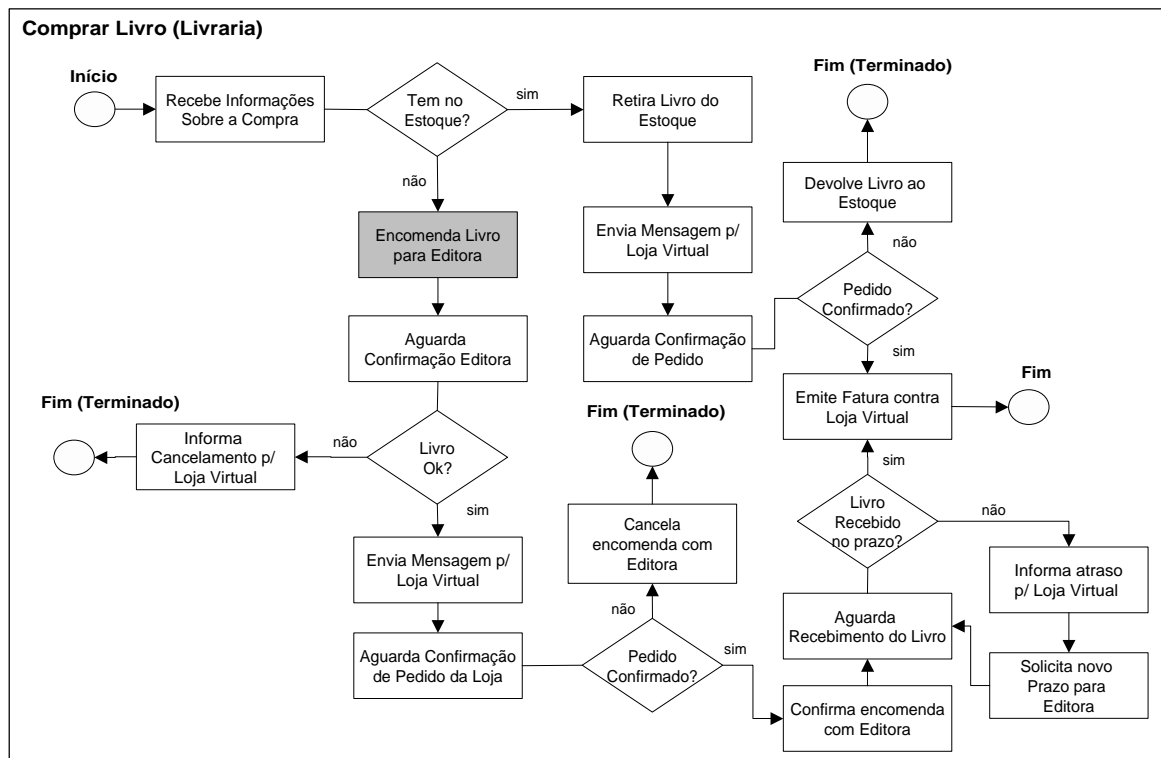 Comprar Livro (Livraria)
Início
Recebe Informações
Sobre a Compra
Tem no
Estoque?
sim
não
Retira Livro do
Estoque
Envia Mensagem p/
Loja Virtual
Aguarda Confirmação
de Pedido
Pedido
Confirmado?
não
sim
Devolve Livro ao
Estoque
Fim (Terminado)
Emite Fatura contra
Loja Virtual
Fim
Encomenda Livro
para Editora
Aguarda
Confirmação Editora
Livro
Ok?
não
sim
Informa
Cancelamento p/
Loja Virtual
Fim (Terminado)
Envia Mensagem p/
Loja Virtual
Aguarda Confirmação
de Pedido da Loja
Pedido
Confirmado?
não
sim
Cancela
encomenda com
Editora
Fim (Terminado)
Confirma encomenda
com Editora
Aguarda
Recebimento do Livro
Livro
Recebido
no prazo?
sim
não
Informa atraso
p/ Loja Virtual
Solicita novo
Prazo para
Editora